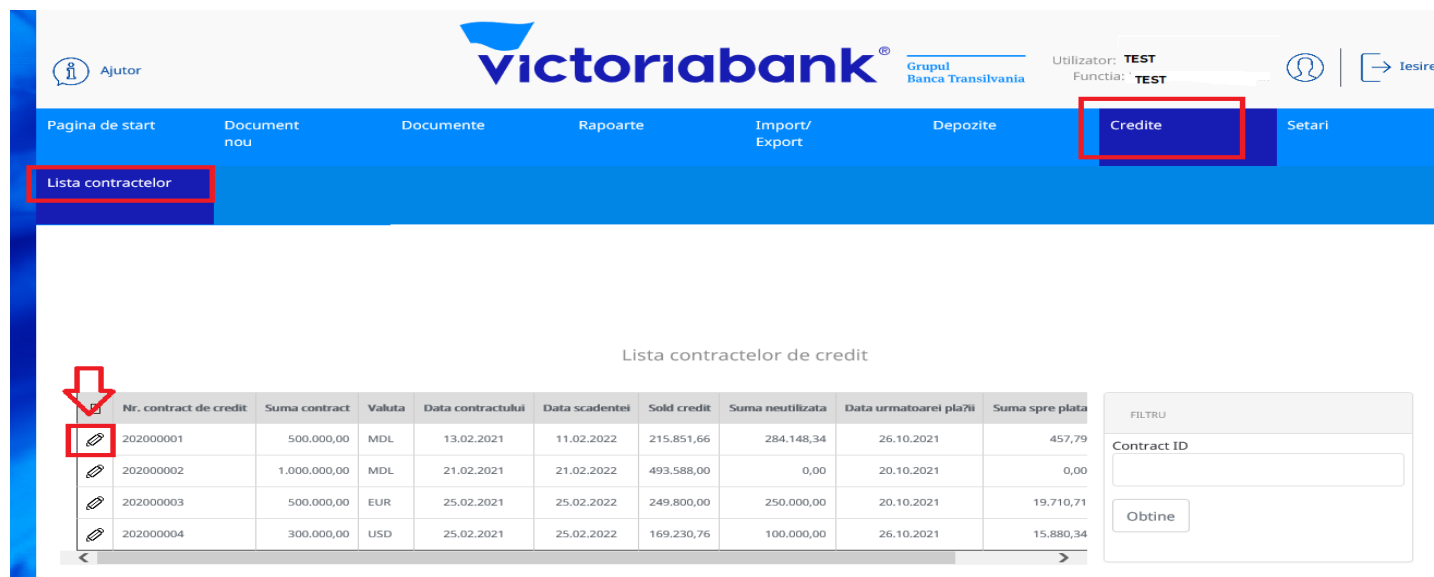 Ajutor
victoriabank®
Grupul
Banca Transilvania
Utilizator: TEST
Functia: TEST
Iesire
Pagina de start
Document
nou
Documente
Rapoarte
Import/
Export
Depozite
Credite
Setari
Lista contractelor
Lista contractelor de credit
Nr. contract de credit Suma contract Valuta Data contractului Data scadentei Sold credit Suma neutilizata Data urmatoarei pla?ii Suma spre plata
202000001 500.000,00 MDL 13.02.2021 11.02.2022 215.851,66 284.148,34 26.10.2021 457,79
202000002 1.000.000,00 MDL 21.02.2021 21.02.2022 493.588,00 0,00 20.10.2021 0,00
202000003 500.000,00 EUR 25.02.2021 25.02.2022 249.800,00 250.000,00 20.10.2021 19.710,71
202000004 300.000,00 USD 25.02.2021 25.02.2022 169.230,76 100.000,00 26.10.2021 15.880,34
FILTRU
Contract ID
Obtine